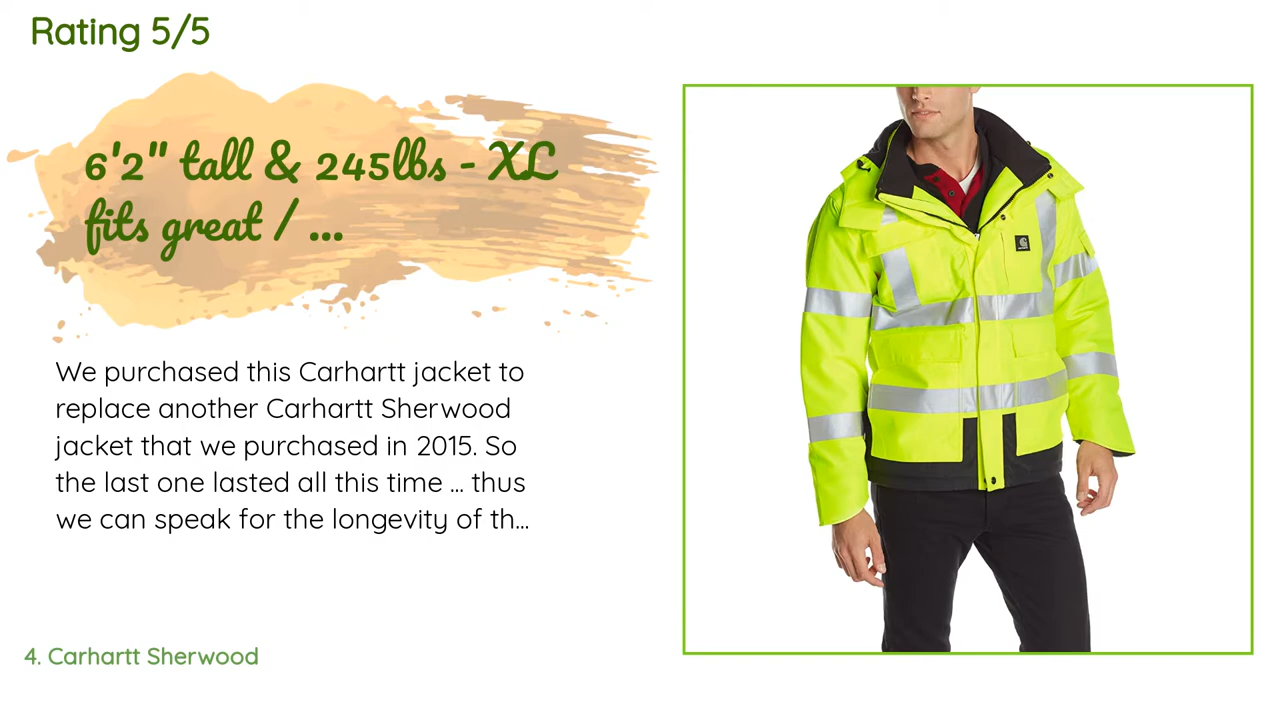 Rating 5/5
6'2" tall & 245lbs - XL
fits great / ...
We purchased this Carhartt jacket to
replace another Carhartt Sherwood
jacket that we purchased in 2015. So
the last one lasted all this time ... thus
we can speak for the longevity of th...
4. Carhartt Sherwood